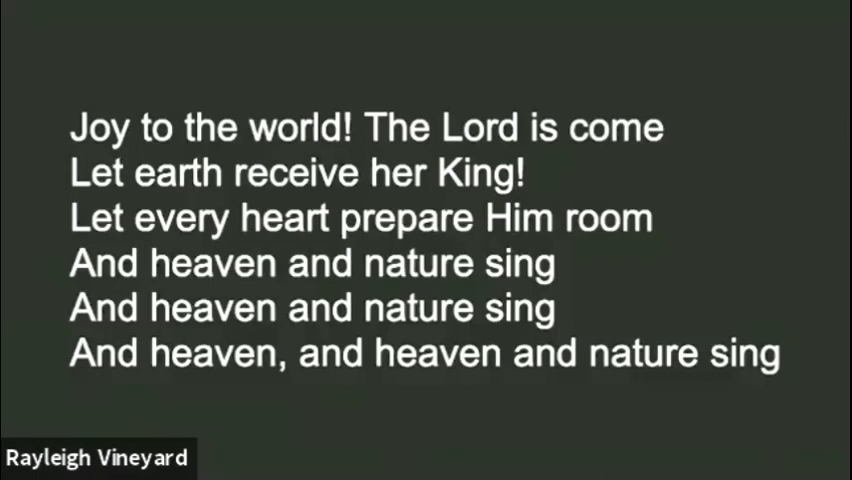 Joy to the world! The Lord is come
Let earth receive her King!
Let every heart prepare Him room
And heaven and nature sing
And heaven and nature sing
And heaven, and heaven and nature sing
Rayleigh Vineyard